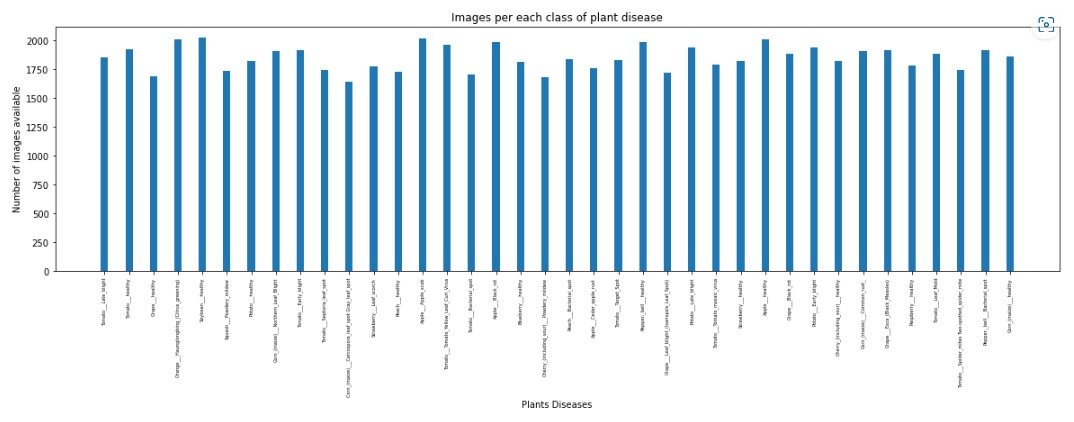 Images per each class of plant disease
Number of images available
2000
1750
1500
1250
1000
750
500
250
0
Tomato___Late_blight
Tomato___healthy
Grape___healthy
Orange___Haunglongbing_(Citrus_greening)
Soybean___healthy
Squash___Powdery_mildew
Potato___healthy
Corn_(maize)___Northern_Leaf_Blight
Tomato___Early_blight
Tomato___Septoria_leaf_spot
Corn_(maize)___Cercospora_leaf_spot Gray_leaf_spot
Strawberry___Leaf_scorch
Peach___healthy
Apple___Apple_scab
Tomato___Tomato_Yellow_Leaf_Curl_Virus
Tomato___Bacterial_spot
Apple___Black_rot
Blueberry___healthy
Cherry_(including_sour)___Powdery_mildew
Peach___Bacterial_spot
Apple___Cedar_apple_rust
Tomato___Target_Spot
Pepper,_bell___healthy
Grape___Leaf_blight_(Isariopsis_Leaf_Spot)
Potato___Late_blight
Tomato___Tomato_mosaic_virus
Strawberry___healthy
Apple___healthy
Grape___Black_rot
Potato___Early_blight
Cherry_(including_sour)___healthy
Corn_(maize)___Common_rust_
Grape___Esca_(Black_Measles)
Raspberry___healthy
Tomato___Leaf_Mold
Tomato___Spider_mites Two-spotted_spider_mite
Pepper,_bell___Bacterial_spot
Corn_(maize)___healthy
Plants Diseases